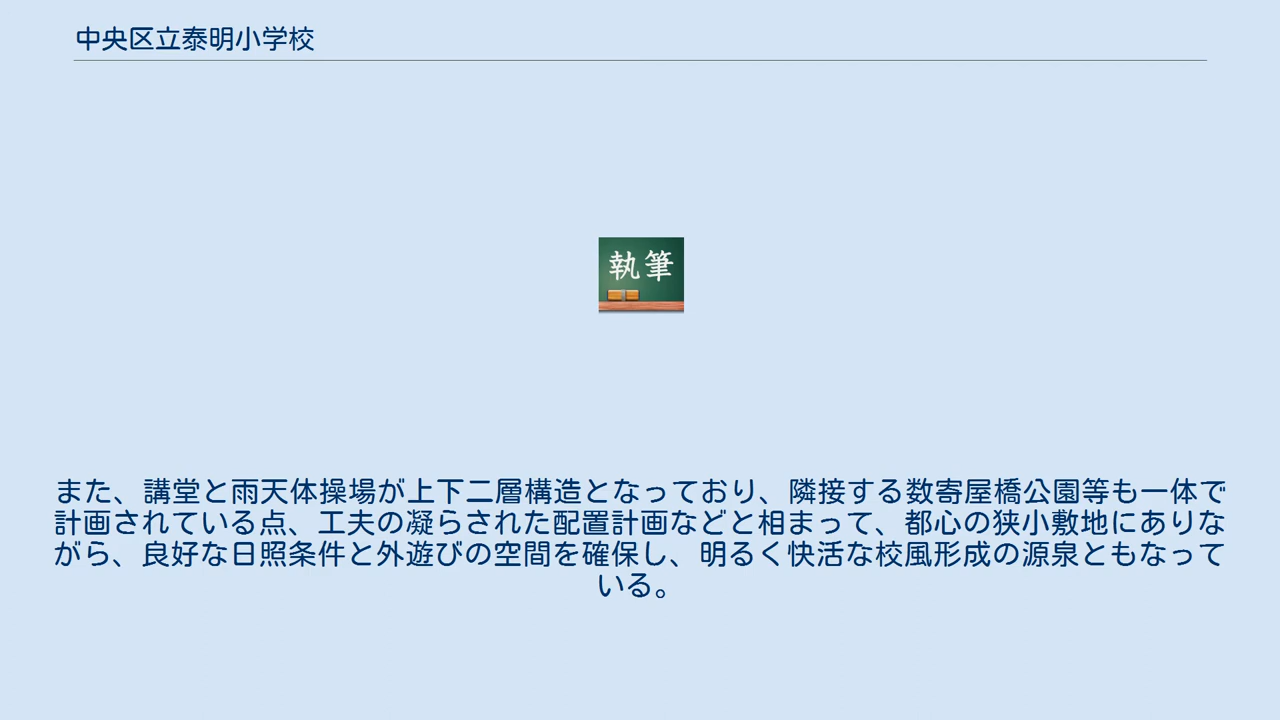 中央区立泰明小学校
執筆
また、講堂と雨天体操場が上下二層構造となっており、隣接する数寄屋橋公園等も一体で
計画されている点、工夫の凝らされた配置計画などと相まって、都心の狭小敷地にありな
がら、良好な日照条件と外遊びの空間を確保し、明るく快活な校風形成の源泉ともなって
いる。